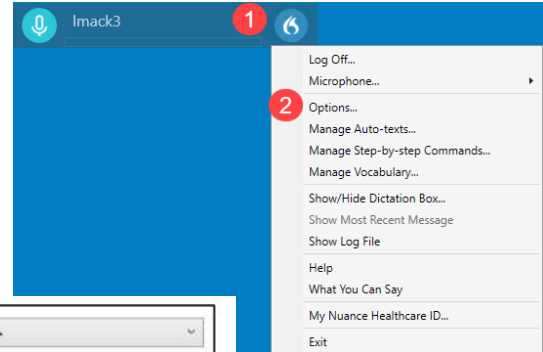 Imack3
1
2
Log Off...
Microphone...
Options...
Manage Auto-texts...
Manage Step-by-step Commands...
Manage Vocabulary...
Show/Hide Dictation Box...
Show Most Recent Message
Show Log File
Help
What You Can Say
My Nuance Healthcare ID...
Exit